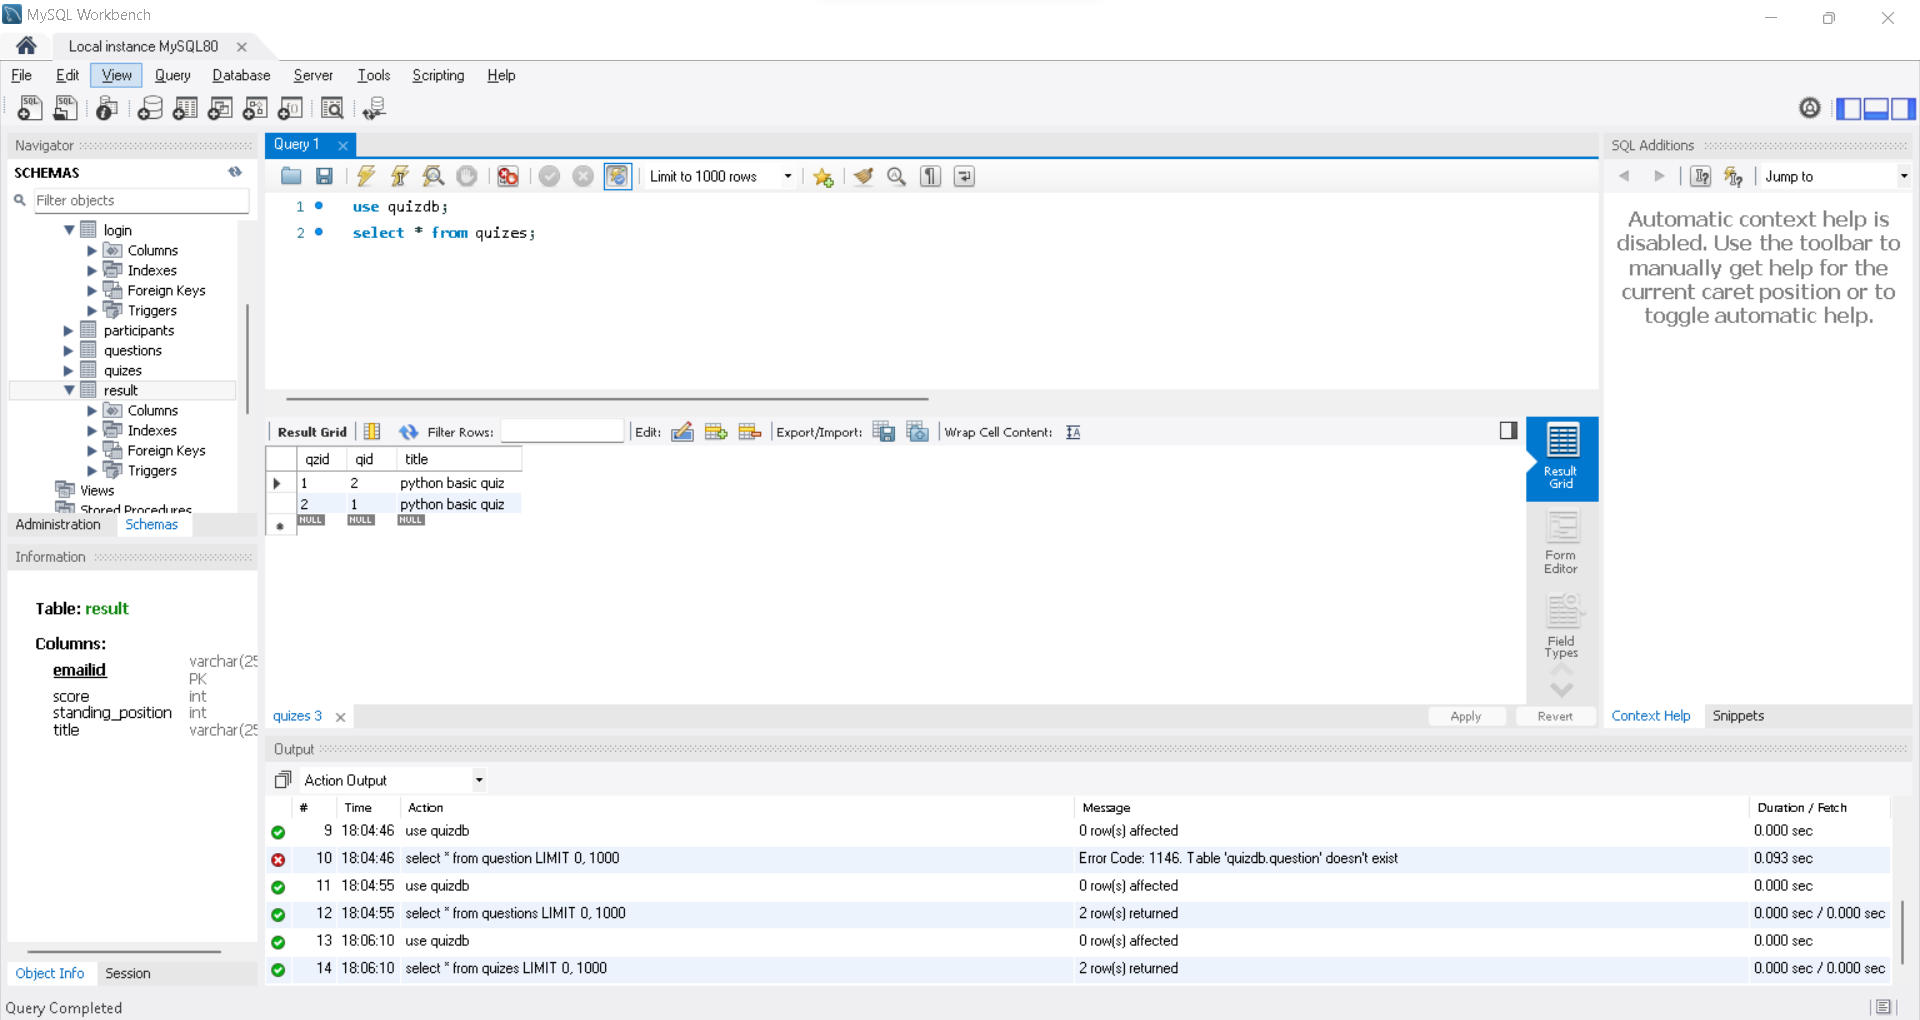 MySQL Workbench
Local instance MySQL80
File Edit View Query Database Server Tools Scripting Help
Navigator
SCHEMAS
Filter objects
login
Columns
Indexes
Foreign Keys
Triggers
participants
questions
quizes
result
Columns
Indexes
Foreign Keys
Triggers
Views
Stored Procedures
Administration Schemas
Information
Table: result
Columns:
emailid varchar(25
PK
score int
standing_position int
title varchar(25
Object Info Session
Query 1
Limit to 1000 rows
1 use quizdb;
2 select * from quizes;
Result Grid Filter Rows: Edit: Export/Import: Wrap Cell Content:
qzid qid title
1 2 python basic quiz
2 1 python basic quiz
NULL NULL NULL
Result
Grid
Form
Editor
Field
Types
quizes 3
Apply Revert
SQL Additions
Jump to
Automatic context help is
disabled. Use the toolbar to
manually get help for the
current caret position or to
toggle automatic help.
Context Help Snippets
Output
Action Output
# Time Action Message Duration / Fetch
9 18:04:46 use quizdb 0 row(s) affected 0.000 sec
10 18:04:46 select * from question LIMIT 0, 1000 Error Code: 1146. Table 'quizdb.question' doesn't exist 0.093 sec
11 18:04:55 use quizdb 0 row(s) affected 0.000 sec
12 18:04:55 select * from questions LIMIT 0, 1000 2 row(s) returned 0.000 sec / 0.000 sec
13 18:06:10 use quizdb 0 row(s) affected 0.000 sec
14 18:06:10 select * from quizes LIMIT 0, 1000 2 row(s) returned 0.000 sec / 0.000 sec
Query Completed